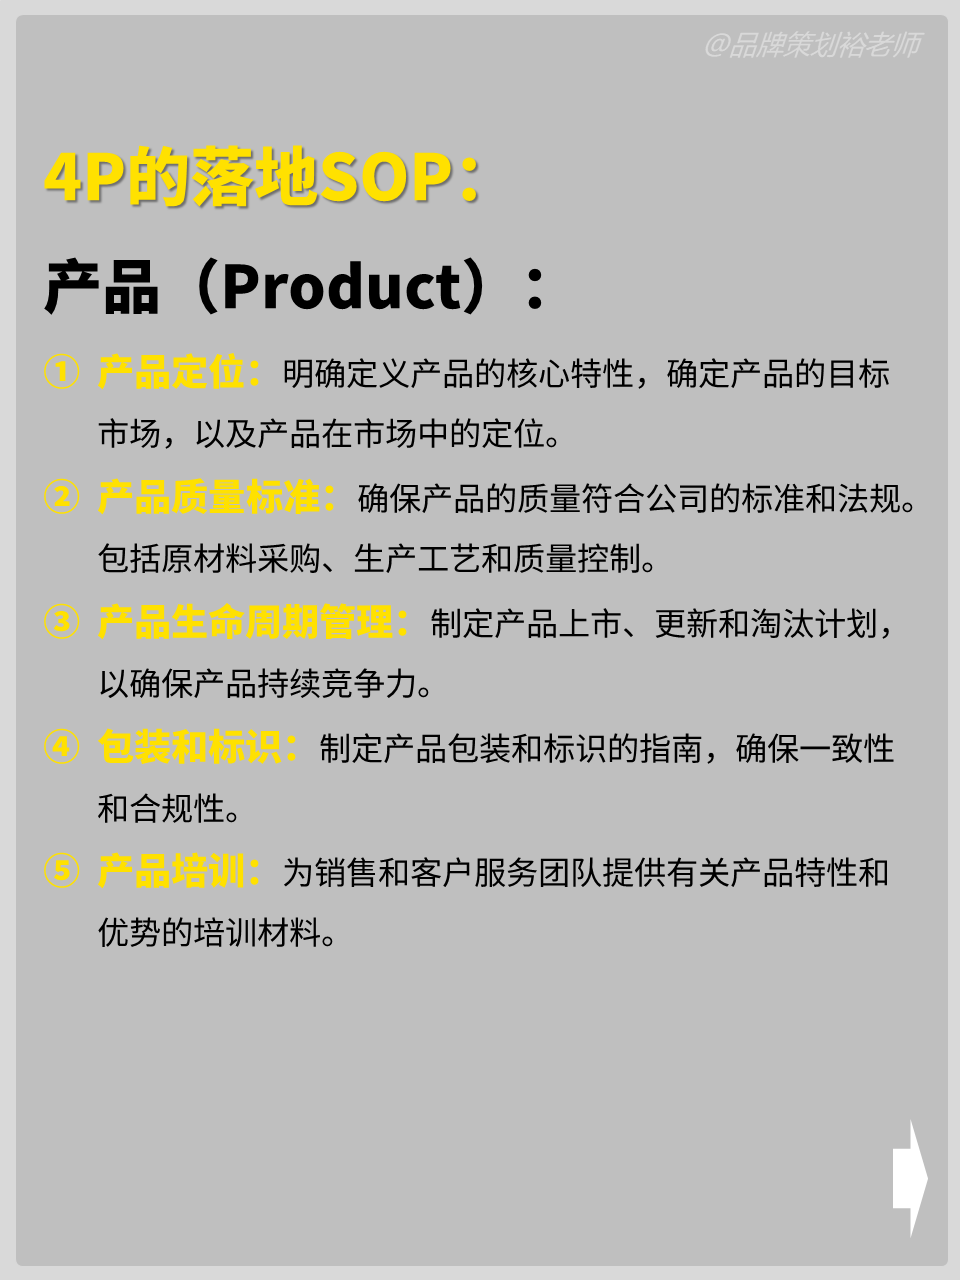 @品牌策划裕老师
4P的落地SOP：
产品（Product）：
① 产品定位：明确定义产品的核心特性，确定产品的目标
市场，以及产品在市场中的定位。
② 产品质量标准：确保产品的质量符合公司的标准和法规。
包括原材料采购、生产工艺和质量控制。
③ 产品生命周期管理：制定产品上市、更新和淘汰计划，
以确保产品持续竞争力。
④ 包装和标识：制定产品包装和标识的指南，确保一致性
和合规性。
⑤ 产品培训：为销售和客户服务团队提供有关产品特性和
优势的培训材料。